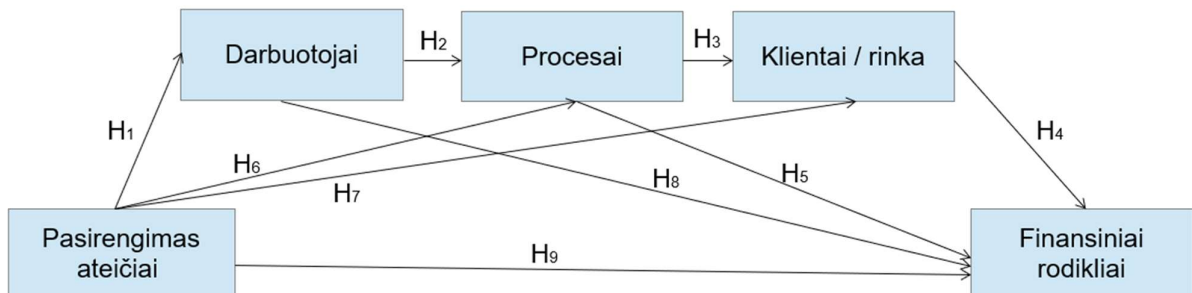 Darbuotojai
H2
Procesai
H3
Klientai / rinka
H1
H4
H6
H7
H8
H5
Pasirengimas
ateičiai
H9
Finansiniai
rodikliai